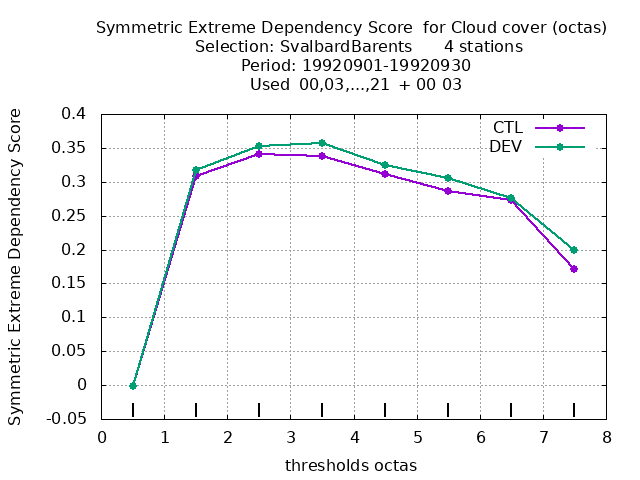 Symmetric Extreme Dependency Score  for Cloud cover (octas)
Selection: SvalbardBarents      4 stations
Period: 19920901-19920930
Used  00,03,...,21  + 00 03
Symmetric Extreme Dependency Score
CTL
DEV
0.4
0.35
0.3
0.25
0.2
0.15
0.1
0.05
0
-0.05
0 1 2 3 4 5 6 7 8
thresholds octas